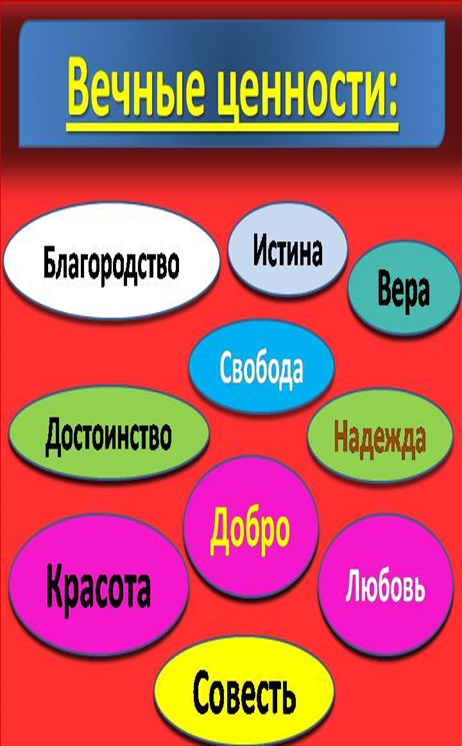 Вечные ценности:
Благородство
Истина
Вера
Свобода
Достоинство
Надежда
Добро
Красота
Любовь
Совесть